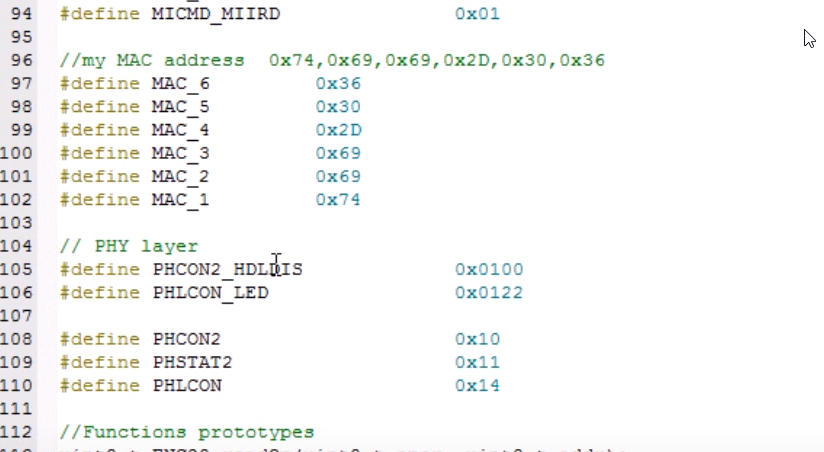 94 #define MICMD_MIIRD 0x01
95
96 //my MAC address 0x74,0x69,0x69,0x2D,0x30,0x36
97 #define MAC_6 0x36
98 #define MAC_5 0x30
99 #define MAC_4 0x2D
100 #define MAC_3 0x69
101 #define MAC_2 0x69
102 #define MAC_1 0x74
103
104 // PHY layer
105 #define PHCON2_HDLDIS 0x0100
106 #define PHLCON_LED 0x0122
107
108 #define PHCON2 0x10
109 #define PHSTAT2 0x11
110 #define PHLCON 0x14
111
112 //Functions prototypes